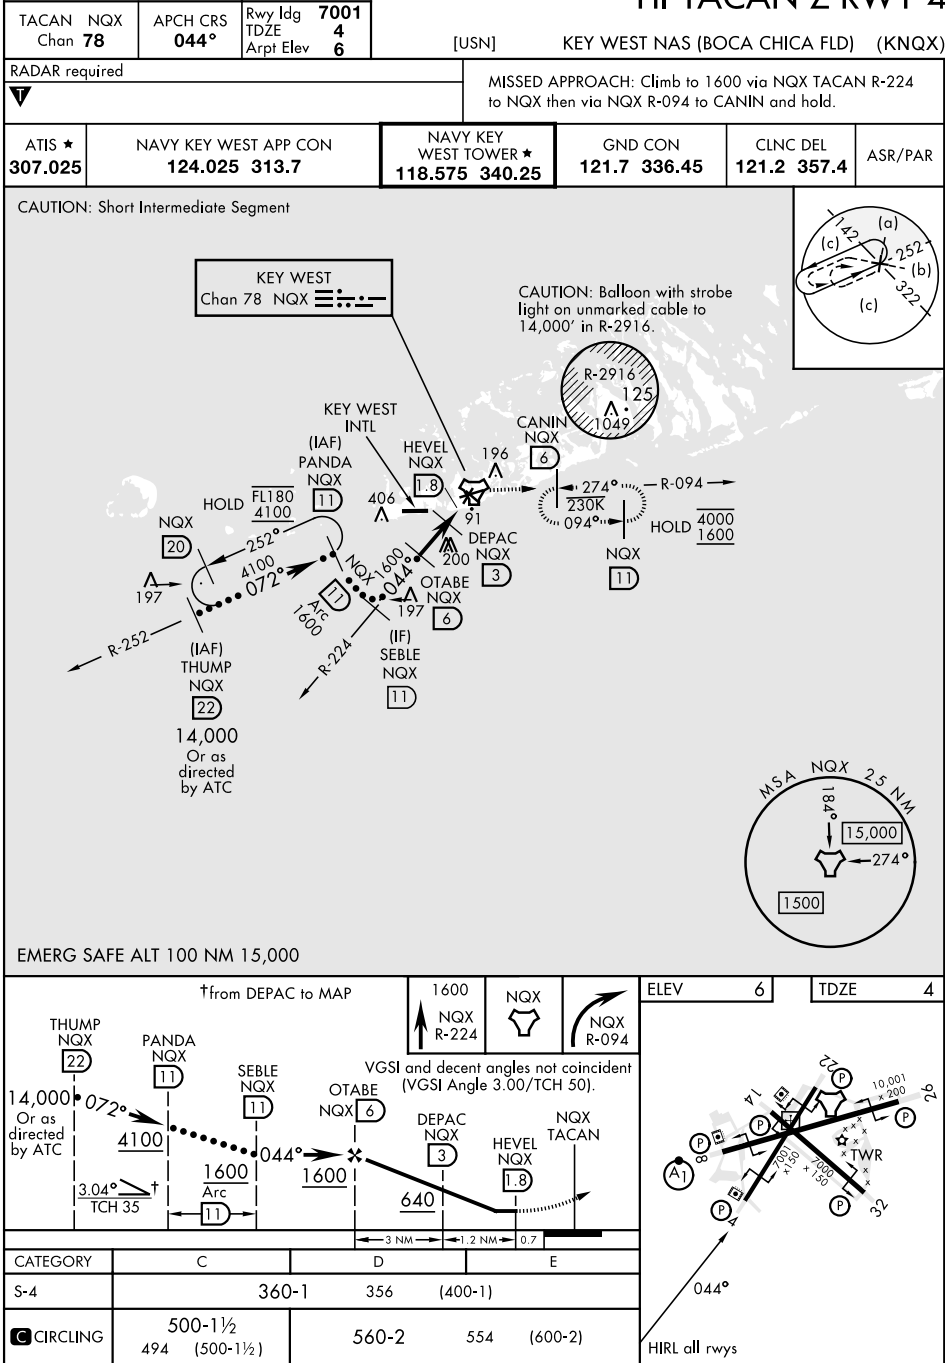 HI-TACAN Z RWY 4
TACAN NQX
Chan 78
APCH CRS
044°
Rwy ldg 7001
TDZE 4
Arpt Elev 6
[USN]
KEY WEST NAS (BOCA CHICA FLD) (KNQX)
RADAR required
T
MISSED APPROACH: Climb to 1600 via NQX TACAN R-224
to NQX then via NQX R-094 to CANIN and hold.
ATIS ★
307.025
NAVY KEY WEST APP CON
124.025 313.7
NAVY KEY
WEST TOWER ★
118.575 340.25
GND CON
121.7 336.45
CLNC DEL
121.2 357.4
ASR/PAR
CAUTION: Short Intermediate Segment
(a)
142
(c)
252
(b)
322
(c)
KEY WEST
Chan 78 NQX
CAUTION: Balloon with strobe
light on unmarked cable to
14,000' in R-2916.
R-2916
125
1049
KEY WEST
INTL
HEVEL
NQX
1.8
196
CANIN
NQX
6
(IAF)
PANDA
NQX
11
HOLD
FL180
4100
406
91
274°
R-094
230K
094°
HOLD
4000
1600
NQX
11
NQX
20
252°
4100
072°
197
NQX
11
Arc
1600
1600
044°
200
DEPAC
NQX
3
OTABE
NQX
6
197
R-252
R-224
(IAF)
THUMP
NQX
22
14,000
Or as
directed
by ATC
(IF)
SEBLE
NQX
11
MSA NQX 25 NM
184°
15,000
274°
1500
EMERG SAFE ALT 100 NM 15,000
†from DEPAC to MAP
1600
NQX
R-224
NQX
NQX
R-094
VGSI and decent angles not coincident
(VGSI Angle 3.00/TCH 50).
THUMP
NQX
22
PANDA
NQX
11
SEBLE
NQX
11
OTABE
NQX 6
DEPAC
NQX
3
HEVEL
NQX
1.8
NQX
TACAN
14,000
Or as
directed
by ATC
072°
4100
1600
Arc
11
044°
1600
640
3.04° †
TCH 35
3 NM
1.2 NM
0.7
ELEV 6
TDZE 4
22
14
10,001
x 200
26
P
P
P
P
P
P
8
A1
7001
x150
7000
x 150
TWR
32
4
044°
HIRL all rwys
CATEGORY C D E
S-4 360-1 356 (400-1)
C CIRCLING
500-1½
494 (500-1½)
560-2 554 (600-2)